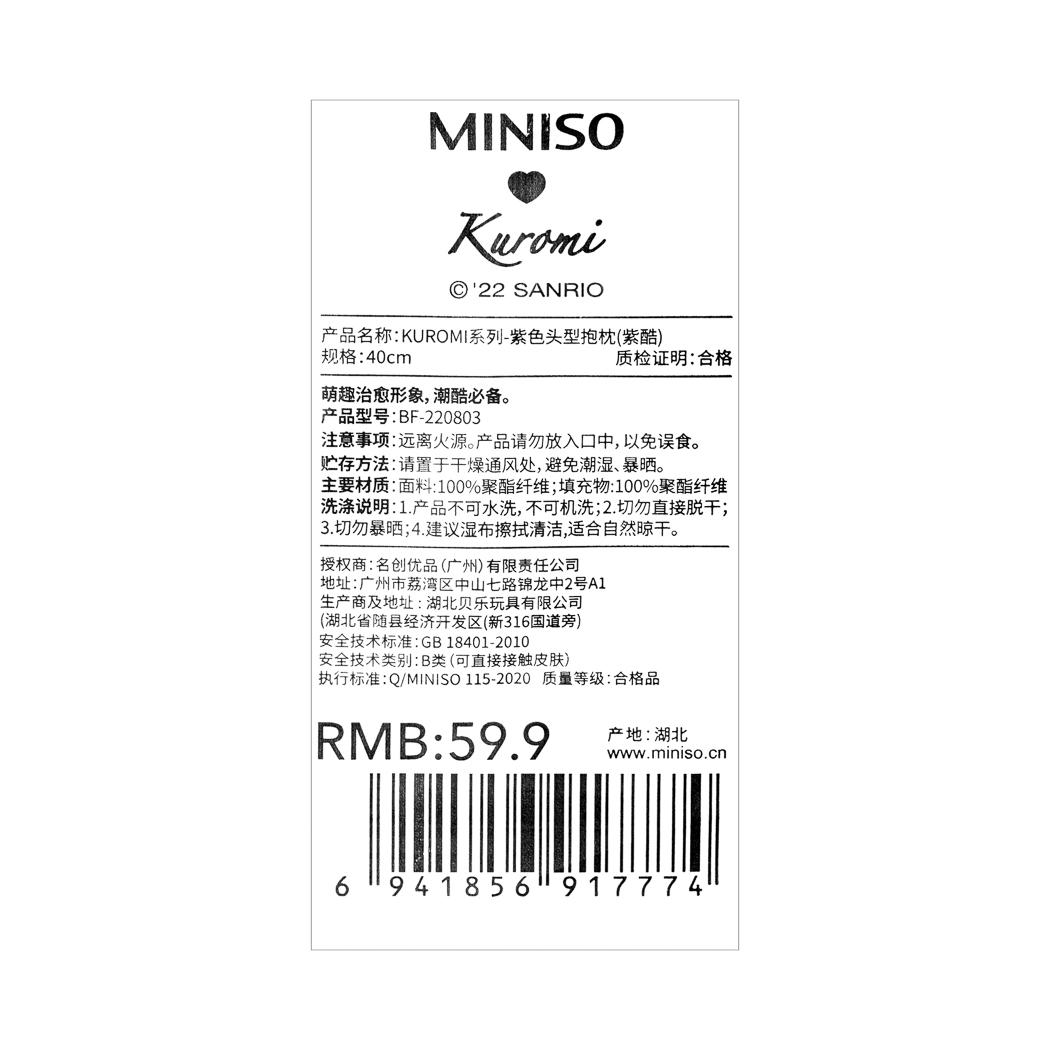 MINISO
Kuromi
© '22 SANRIO
产品名称:KUROMI系列-紫色头型抱枕(紫酷)
规格:40cm 质检证明:合格
萌趣治愈形象,潮酷必备。
产品型号:BF-220803
注意事项:远离火源。产品请勿放入口中,以免误食。
贮存方法:请置于干燥通风处,避免潮湿、暴晒。
主要材质:面料:100%聚酯纤维;填充物:100%聚酯纤维
洗涤说明:1.产品不可水洗,不可机洗;2.切勿直接脱干;
3.切勿暴晒;4.建议湿布擦拭清洁,适合自然晾干。
授权商:名创优品(广州)有限责任公司
地址:广州市荔湾区中山七路锦龙中2号A1
生产商及地址:湖北贝乐玩具有限公司
(湖北省随县经济开发区(新316国道旁)
安全技术标准:GB 18401-2010
安全技术类别:B类(可直接接触皮肤)
执行标准:Q/MINISO 115-2020 质量等级:合格品
RMB:59.9
产地:湖北
www.miniso.cn
6 941856 917774